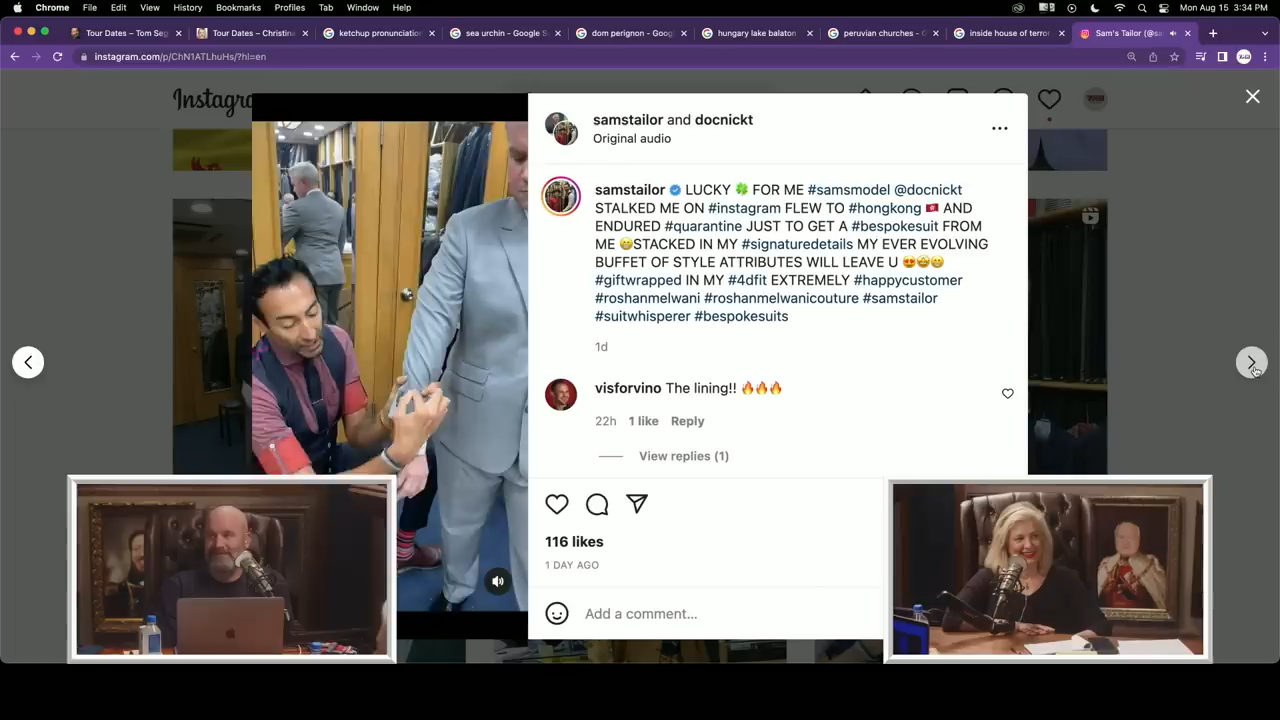 Chrome File Edit View History Bookmarks Profiles Tab Window Help Mon Aug 15 3:34 PM
Tour Dates – Tom Seg Tour Dates – Christina ketchup pronunciation sea urchin – Google S dom perignon – Goog hungary lake balaton peruvian churches – G inside house of terror Sam's Tailor (@sa
instagram.com/p/ChN1ATLhuHs/?hl=en
Instagra
samstailor and docnickt
Original audio
samstailor LUCKY 🍀 FOR ME #samsmodel @docnickt
STALKED ME ON #instagram FLEW TO #hongkong 🇭🇰 AND
ENDURED #quarantine JUST TO GET A #bespokesuit FROM
ME 😁STACKED IN MY #signaturedetails MY EVER EVOLVING
BUFFET OF STYLE ATTRIBUTES WILL LEAVE U 😍🤩😁
#giftwrapped IN MY #4dfit EXTREMELY #happycustomer
#roshanmelwani #roshanmelwanicouture #samstailor
#suitwhisperer #bespokesuits
1d
visforvino The lining!! 🔥🔥🔥
22h 1 like Reply
View replies (1)
116 likes
1 DAY AGO
Add a comment...